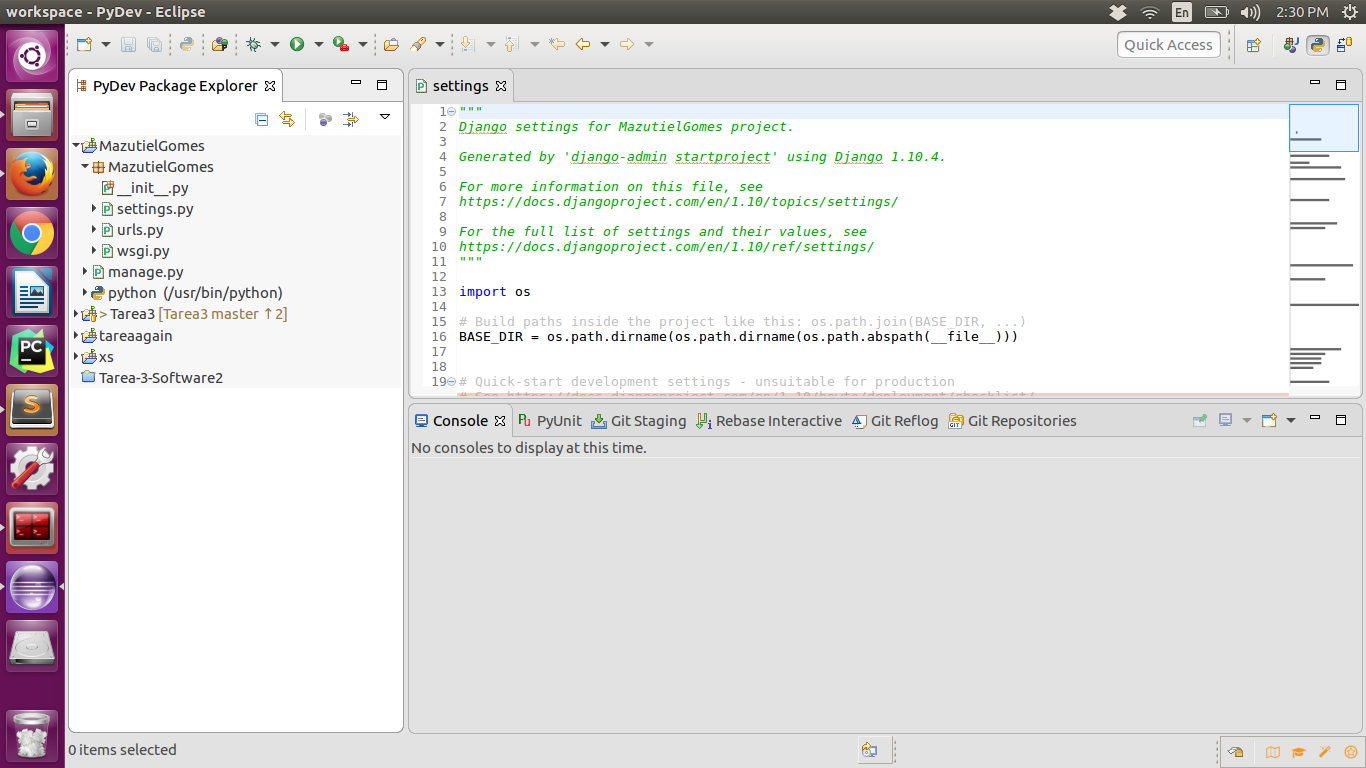 workspace - PyDev - Eclipse
En
2:30 PM
Quick Access
PyDev Package Explorer
MazutielGomes
MazutielGomes
__init__.py
settings.py
urls.py
wsgi.py
manage.py
python (/usr/bin/python)
> Tarea3 [Tarea3 master ↑2]
tareaagain
xs
Tarea-3-Software2
settings
1 """
2 Django settings for MazutielGomes project.
3
4 Generated by 'django-admin startproject' using Django 1.10.4.
5
6 For more information on this file, see
7 https://docs.djangoproject.com/en/1.10/topics/settings/
8
9 For the full list of settings and their values, see
10 https://docs.djangoproject.com/en/1.10/ref/settings/
11 """
12
13 import os
14
15 # Build paths inside the project like this: os.path.join(BASE_DIR, ...)
16 BASE_DIR = os.path.dirname(os.path.dirname(os.path.abspath(__file__)))
17
18
19 # Quick-start development settings - unsuitable for production
Console PyUnit Git Staging Rebase Interactive Git Reflog Git Repositories
No consoles to display at this time.
0 items selected